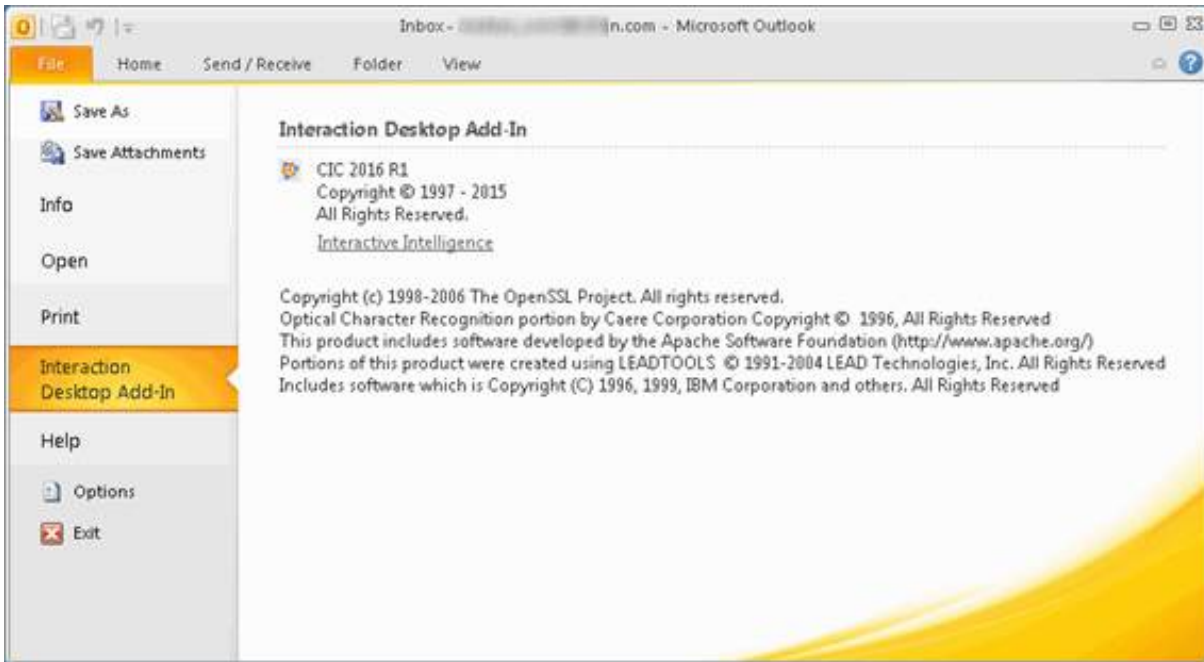 Inbox - n.com - Microsoft Outlook
File Home Send / Receive Folder View
Save As
Save Attachments
Info
Open
Print
Interaction
Desktop Add-In
Help
Options
Exit
Interaction Desktop Add-In
CIC 2016 R1
Copyright © 1997 - 2015
All Rights Reserved.
Interactive Intelligence
Copyright (c) 1998-2006 The OpenSSL Project. All rights reserved.
Optical Character Recognition portion by Caere Corporation Copyright © 1996, All Rights Reserved
This product includes software developed by the Apache Software Foundation (http://www.apache.org/)
Portions of this product were created using LEADTOOLS © 1991-2004 LEAD Technologies, Inc. All Rights Reserved
Includes software which is Copyright (C) 1996, 1999, IBM Corporation and others. All Rights Reserved